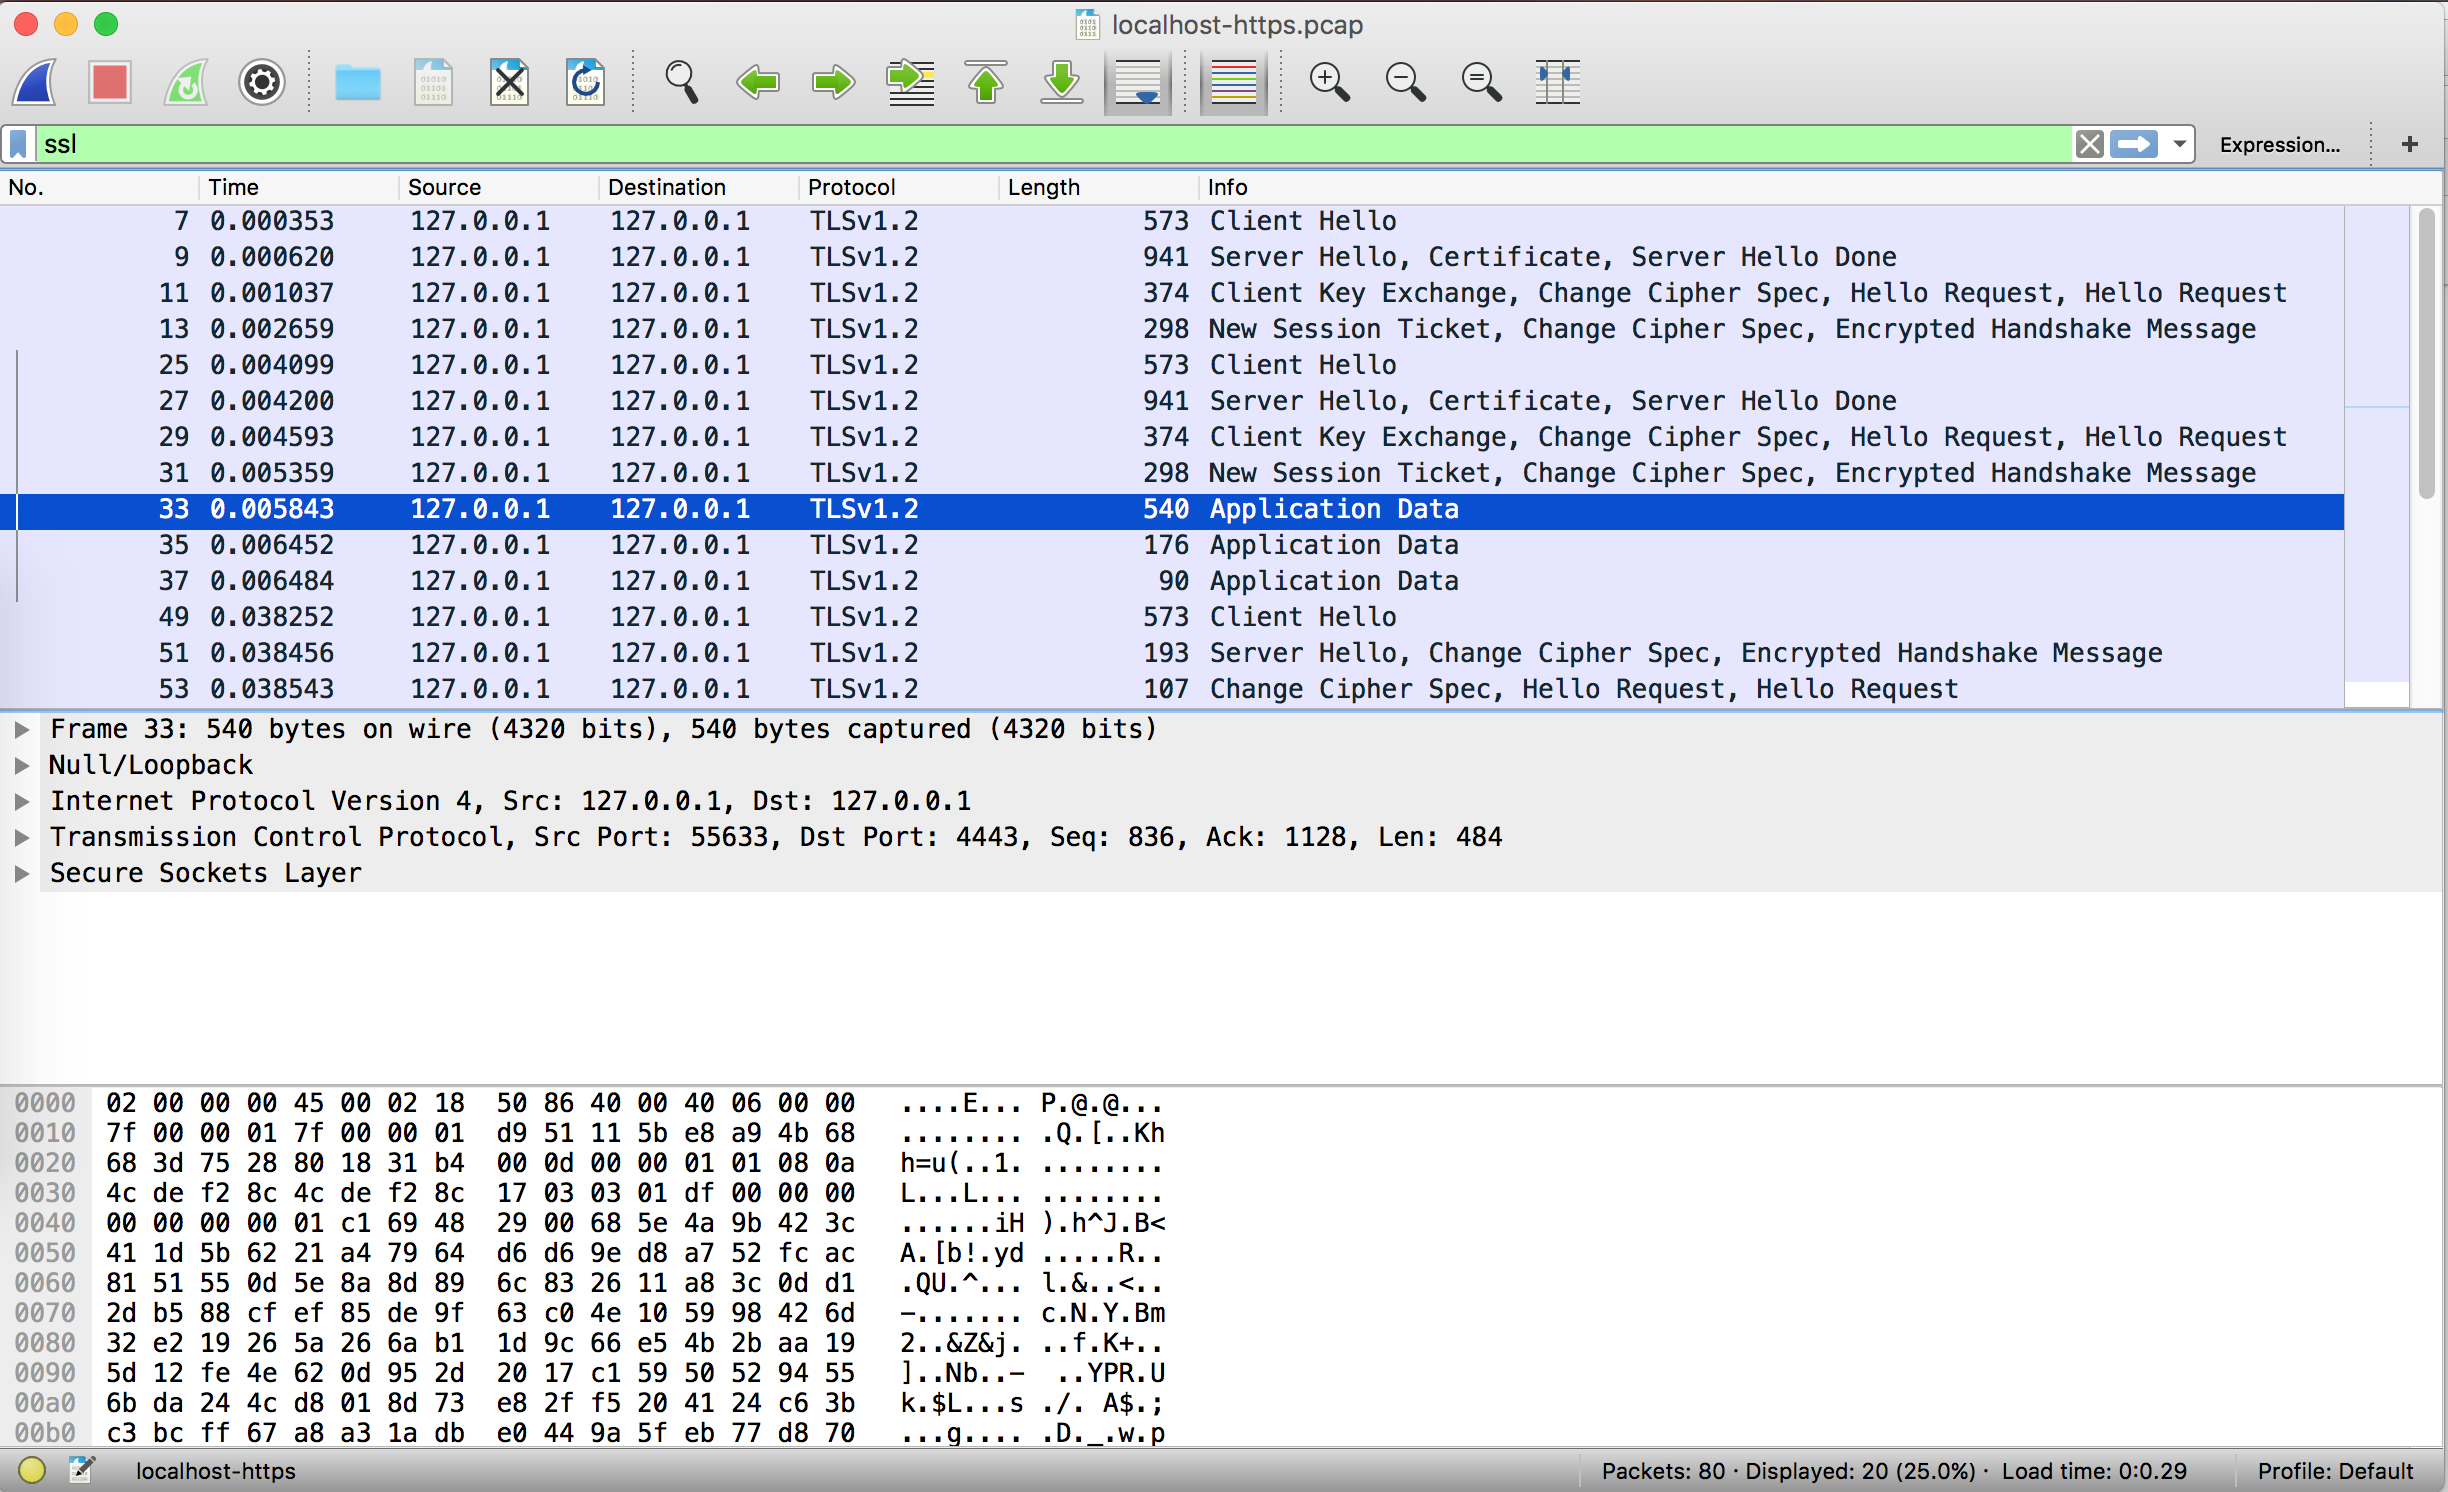 localhost-https.pcap
ssl
Expression... +
No. Time Source Destination Protocol Length Info
7 0.000353 127.0.0.1 127.0.0.1 TLSv1.2 573 Client Hello
9 0.000620 127.0.0.1 127.0.0.1 TLSv1.2 941 Server Hello, Certificate, Server Hello Done
11 0.001037 127.0.0.1 127.0.0.1 TLSv1.2 374 Client Key Exchange, Change Cipher Spec, Hello Request, Hello Request
13 0.002659 127.0.0.1 127.0.0.1 TLSv1.2 298 New Session Ticket, Change Cipher Spec, Encrypted Handshake Message
25 0.004099 127.0.0.1 127.0.0.1 TLSv1.2 573 Client Hello
27 0.004200 127.0.0.1 127.0.0.1 TLSv1.2 941 Server Hello, Certificate, Server Hello Done
29 0.004593 127.0.0.1 127.0.0.1 TLSv1.2 374 Client Key Exchange, Change Cipher Spec, Hello Request, Hello Request
31 0.005359 127.0.0.1 127.0.0.1 TLSv1.2 298 New Session Ticket, Change Cipher Spec, Encrypted Handshake Message
33 0.005843 127.0.0.1 127.0.0.1 TLSv1.2 540 Application Data
35 0.006452 127.0.0.1 127.0.0.1 TLSv1.2 176 Application Data
37 0.006484 127.0.0.1 127.0.0.1 TLSv1.2 90 Application Data
49 0.038252 127.0.0.1 127.0.0.1 TLSv1.2 573 Client Hello
51 0.038456 127.0.0.1 127.0.0.1 TLSv1.2 193 Server Hello, Change Cipher Spec, Encrypted Handshake Message
53 0.038543 127.0.0.1 127.0.0.1 TLSv1.2 107 Change Cipher Spec, Hello Request, Hello Request
Frame 33: 540 bytes on wire (4320 bits), 540 bytes captured (4320 bits)
Null/Loopback
Internet Protocol Version 4, Src: 127.0.0.1, Dst: 127.0.0.1
Transmission Control Protocol, Src Port: 55633, Dst Port: 4443, Seq: 836, Ack: 1128, Len: 484
Secure Sockets Layer
0000 02 00 00 00 45 00 02 18 50 86 40 00 40 06 00 00 ....E... P.@.@...
0010 7f 00 00 01 7f 00 00 01 d9 51 11 5b e8 a9 4b 68 ........ .Q.[..Kh
0020 68 3d 75 28 80 18 31 b4 00 0d 00 00 01 01 08 0a h=u(..1. ........
0030 4c de f2 8c 4c de f2 8c 17 03 03 01 df 00 00 00 L...L... ........
0040 00 00 00 00 01 c1 69 48 29 00 68 5e 4a 9b 42 3c ......iH ).h^J.B<
0050 41 1d 5b 62 21 a4 79 64 d6 d6 9e d8 a7 52 fc ac A.[b!.yd .....R..
0060 81 51 55 0d 5e 8a 8d 89 6c 83 26 11 a8 3c 0d d1 .QU.^... l.&..<..
0070 2d b5 88 cf ef 85 de 9f 63 c0 4e 10 59 98 42 6d -....... c.N.Y.Bm
0080 32 e2 19 26 5a 26 6a b1 1d 9c 66 e5 4b 2b aa 19 2..&Z&j. ..f.K+..
0090 5d 12 fe 4e 62 0d 95 2d 20 17 c1 59 50 52 94 55 ]..Nb..- ..YPR.U
00a0 6b da 24 4c d8 01 8d 73 e8 2f f5 20 41 24 c6 3b k.$L...s ./. A$.;
00b0 c3 bc ff 67 a8 a3 1a db e0 44 9a 5f eb 77 d8 70 ...g.... .D._.w.p
localhost-https Packets: 80 · Displayed: 20 (25.0%) · Load time: 0:0.29 Profile: Default